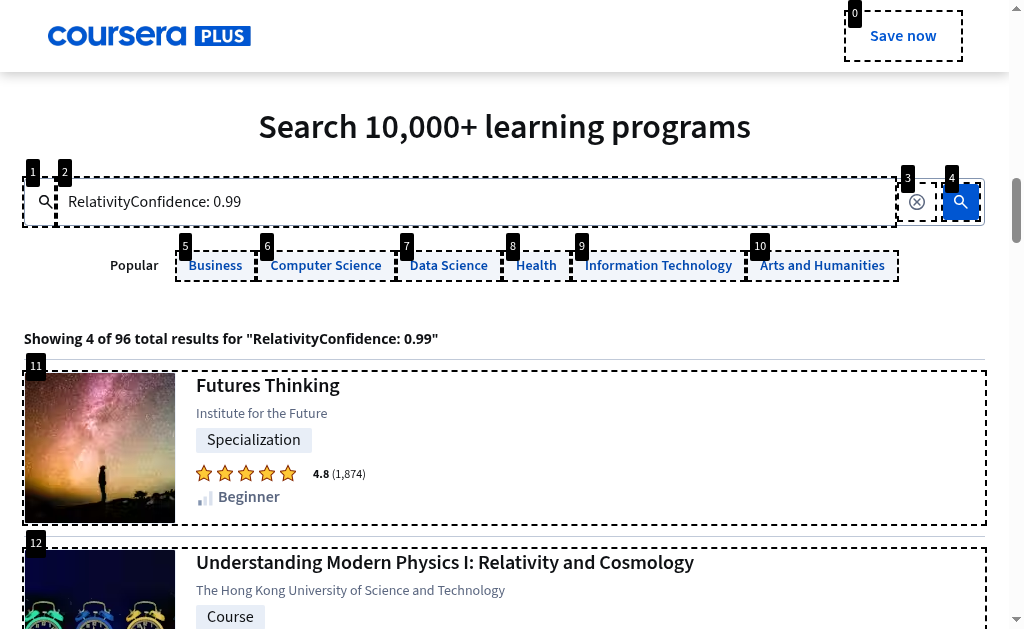 coursera PLUS
0
Save now
Search 10,000+ learning programs
1
2
3
4
RelativityConfidence: 0.99
5
6
7
8
9
10
Popular
Business
Computer Science
Data Science
Health
Information Technology
Arts and Humanities
Showing 4 of 96 total results for "RelativityConfidence: 0.99"
11
Futures Thinking
Institute for the Future
Specialization
4.8 (1,874)
Beginner
12
Understanding Modern Physics I: Relativity and Cosmology
The Hong Kong University of Science and Technology
Course